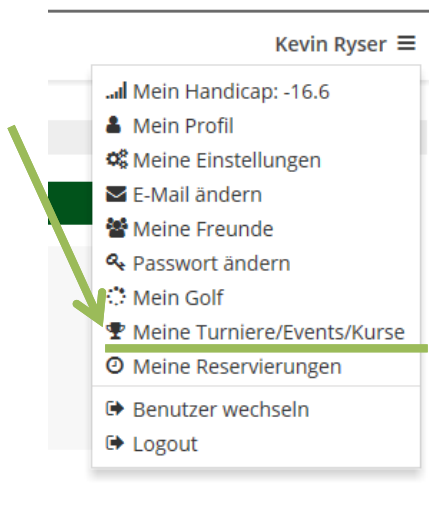 Kevin Ryser
Mein Handicap: -16.6
Mein Profil
Meine Einstellungen
E-Mail ändern
Meine Freunde
Passwort ändern
Mein Golf
Meine Turniere/Events/Kurse
Meine Reservierungen
Benutzer wechseln
Logout